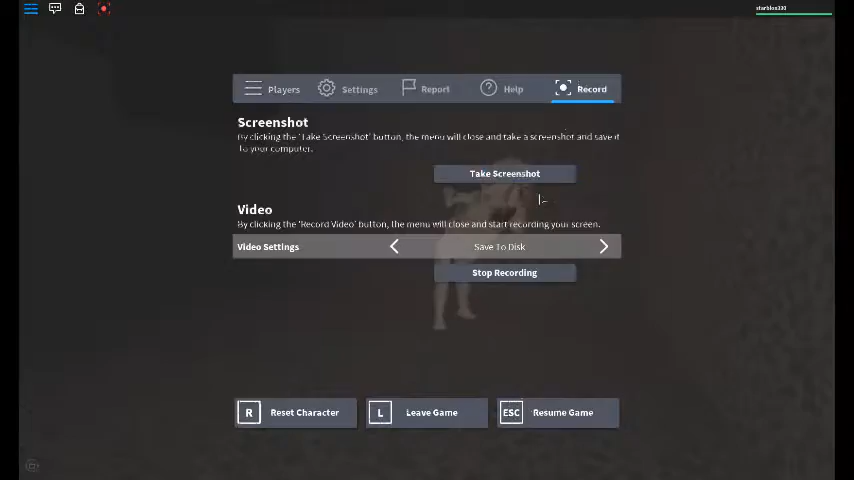 starblox390
Players Settings Report Help Record
Screenshot
By clicking the 'Take Screenshot' button, the menu will close and take a screenshot and save it
to your computer.
Take Screenshot
Video
By clicking the 'Record Video' button, the menu will close and start recording your screen.
Video Settings Save To Disk
Stop Recording
R Reset Character L Leave Game ESC Resume Game